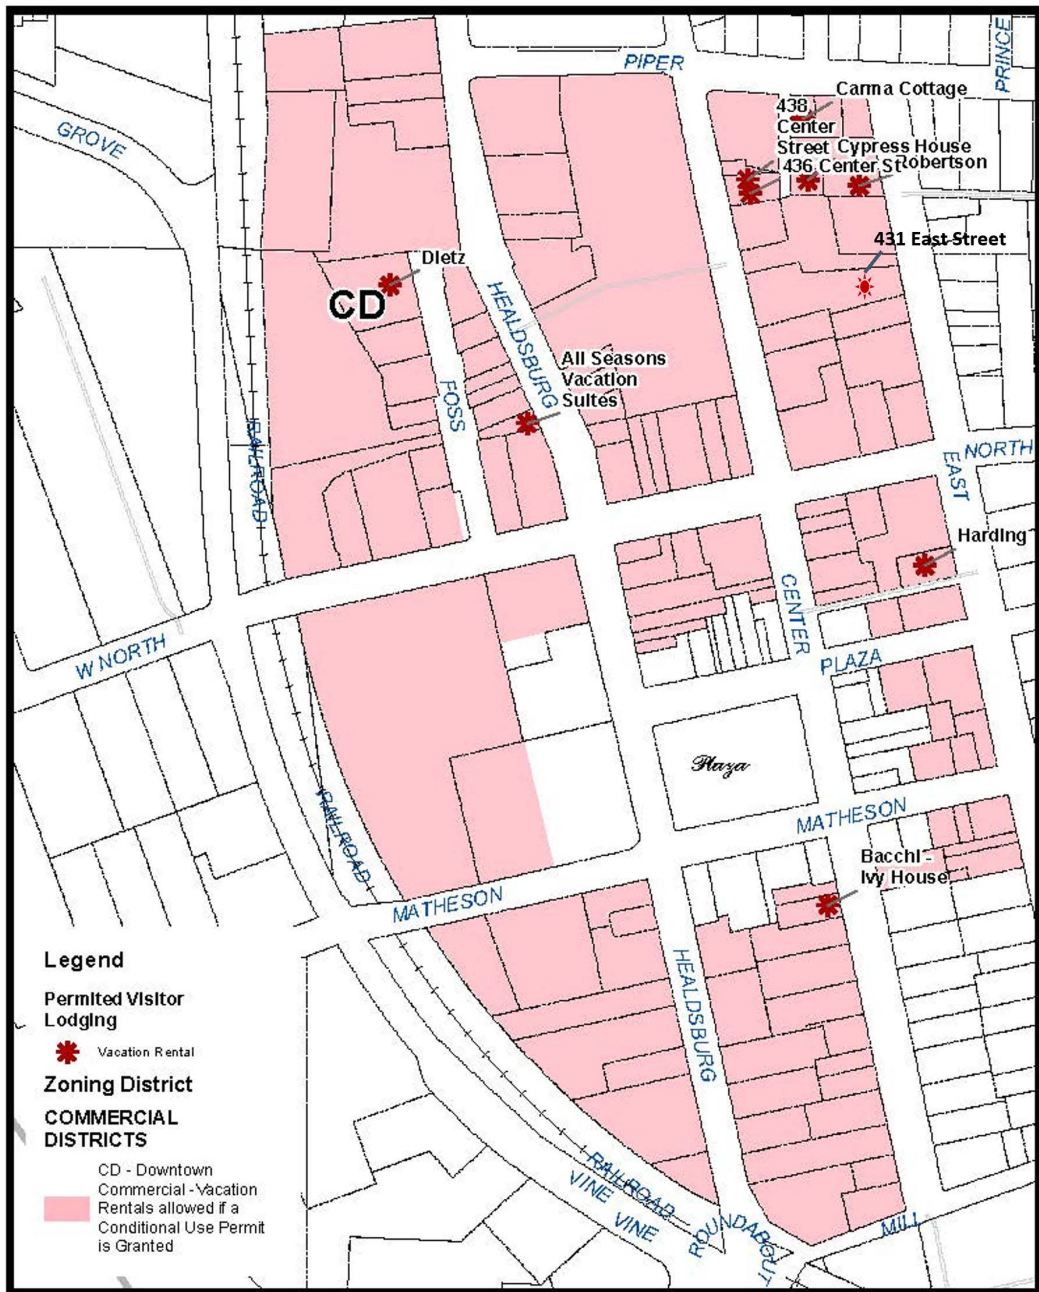 PIPER
PRINCE
GROVE
Carma Cottage
438
Center
Street
Cypress House
436 Center St
Robertson
431 East Street
Dietz
CD
HEALDSBURG
All Seasons
Vacation
Suites
FOSS
RAILROAD
NORTH
EAST
Harding
CENTER
W NORTH
PLAZA
Plaza
RAILROAD
MATHESON
Bacchi -
Ivy House
MATHESON
HEALDSBURG
RAILROAD
VINE
VINE
ROUNDABOUT
MILL
Legend
Permited Visitor
Lodging
Vacation Rental
Zoning District
COMMERCIAL
DISTRICTS
CD - Downtown
Commercial -Vacation
Rentals allowed if a
Conditional Use Permit
is Granted